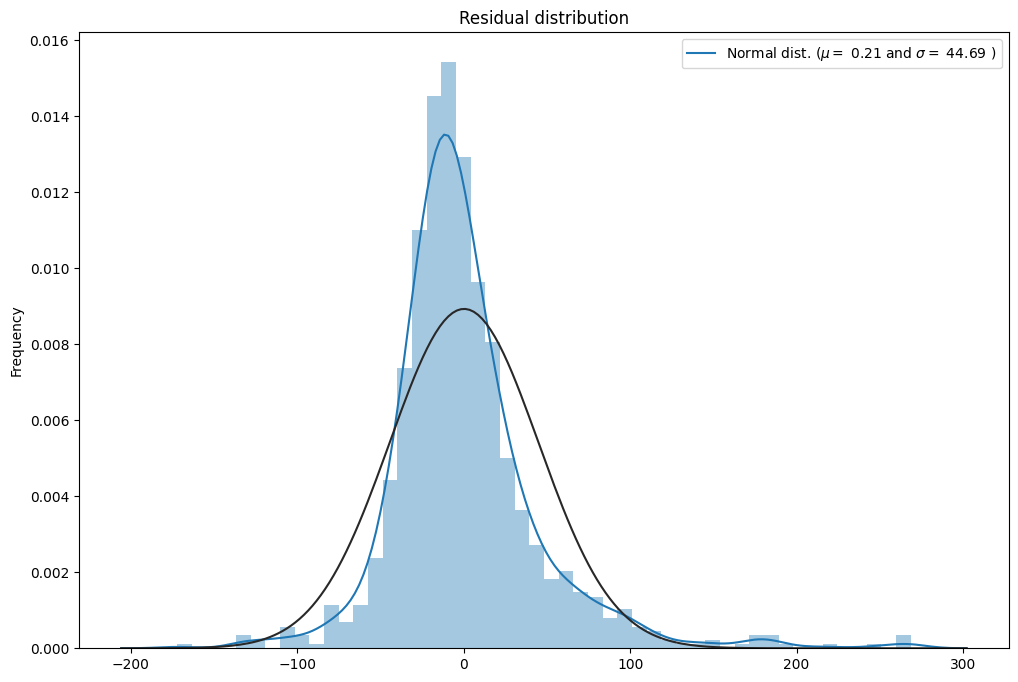 Residual distribution
Normal dist. (μ = 0.21 and σ = 44.69 )
Frequency
0.016
0.014
0.012
0.010
0.008
0.006
0.004
0.002
0.000
−200 −100 0 100 200 300